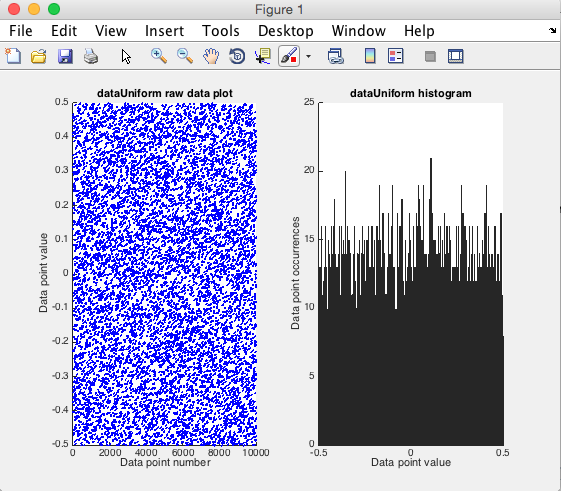 Figure 1
File Edit View Insert Tools Desktop Window Help
dataUniform raw data plot
0.5
0.4
0.3
0.2
0.1
0
-0.1
-0.2
-0.3
-0.4
-0.5
Data point value
0 2000 4000 6000 8000 10000
Data point number
dataUniform histogram
25
20
15
10
5
0
Data point occurrences
-0.5 0 0.5
Data point value